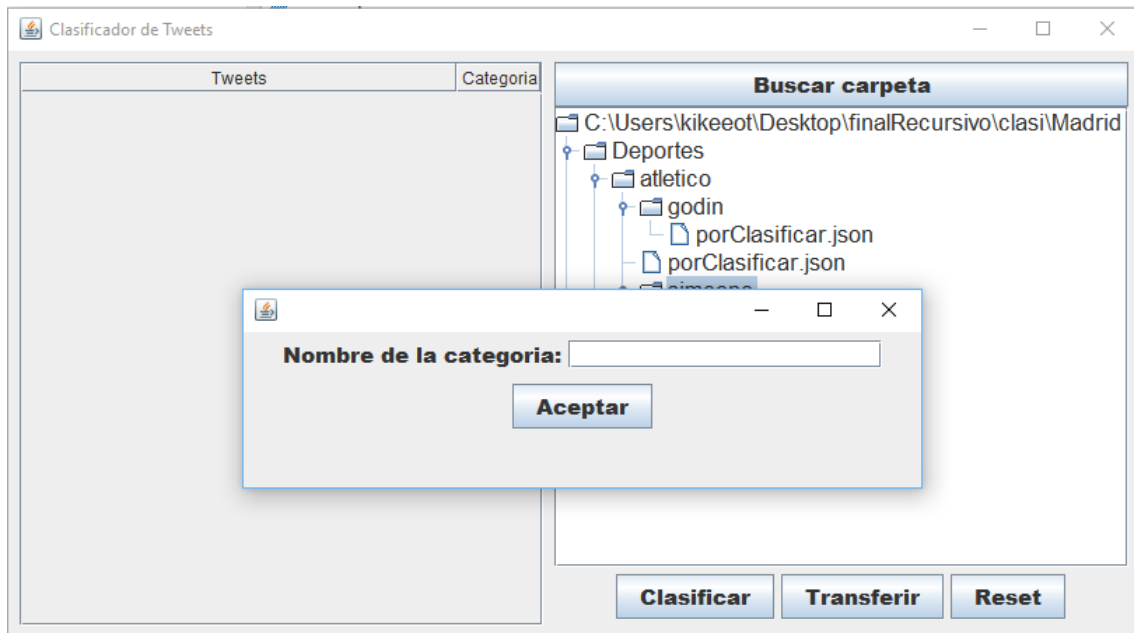 Clasificador de Tweets
Tweets Categoria
Buscar carpeta
C:\Users\kikeeot\Desktop\finalRecursivo\clasi\Madrid
Deportes
atletico
godin
porClasificar.json
porClasificar.json
Nombre de la categoria:
Aceptar
Clasificar Transferir Reset